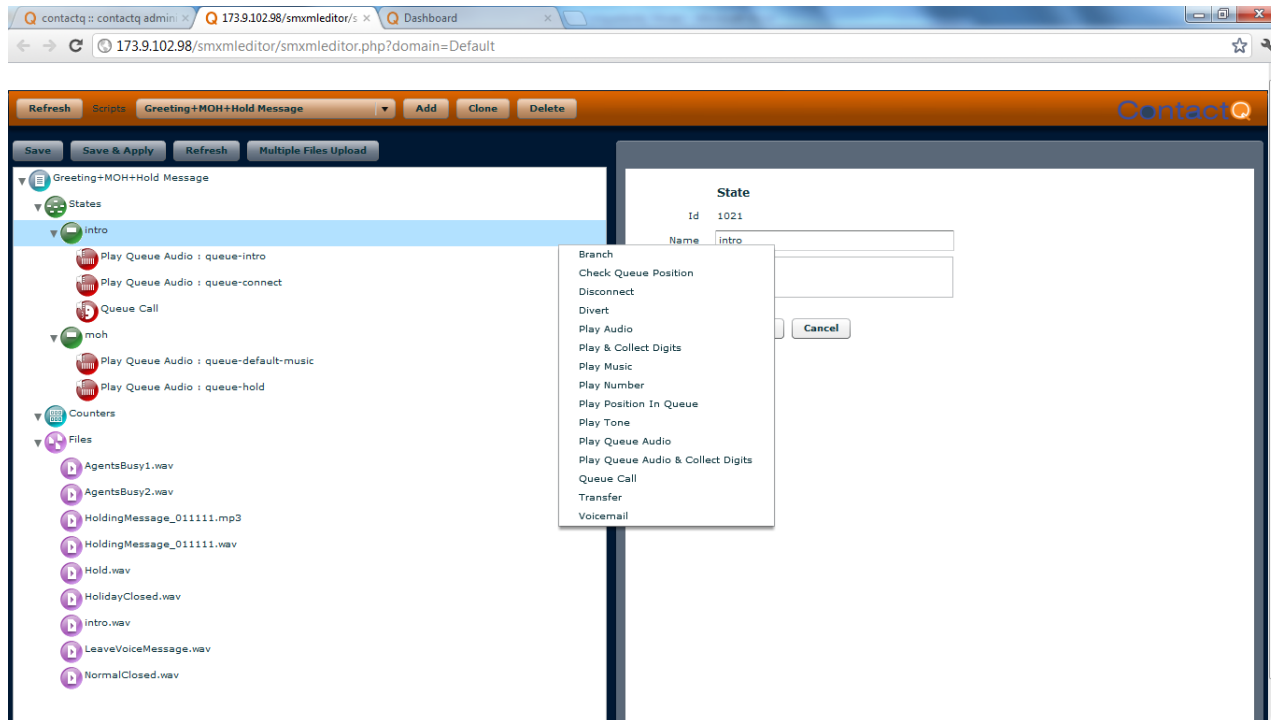 contactq :: contactq admini
173.9.102.98/smxmleditor/s
Dashboard
173.9.102.98/smxmleditor/smxmleditor.php?domain=Default
Refresh Scripts Greeting+MOH+Hold Message Add Clone Delete ContactQ
Save Save & Apply Refresh Multiple Files Upload
Greeting+MOH+Hold Message
States
intro
Play Queue Audio : queue-intro
Play Queue Audio : queue-connect
Queue Call
moh
Play Queue Audio : queue-default-music
Play Queue Audio : queue-hold
Counters
Files
AgentsBusy1.wav
AgentsBusy2.wav
HoldingMessage_011111.mp3
HoldingMessage_011111.wav
Hold.wav
HolidayClosed.wav
intro.wav
LeaveVoiceMessage.wav
NormalClosed.wav
State
Id 1021
Name intro
Cancel
Branch
Check Queue Position
Disconnect
Divert
Play Audio
Play & Collect Digits
Play Music
Play Number
Play Position In Queue
Play Tone
Play Queue Audio
Play Queue Audio & Collect Digits
Queue Call
Transfer
Voicemail